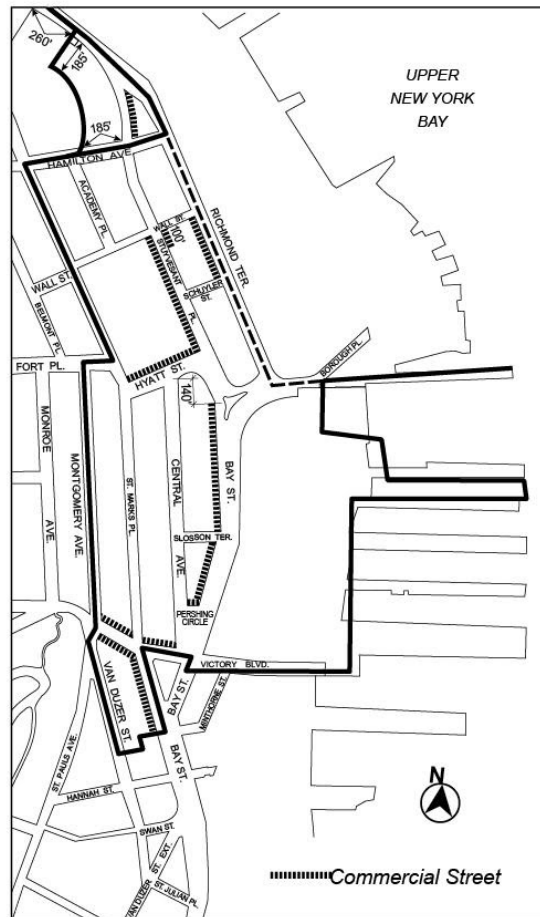 260'
185'
UPPER
NEW YORK
BAY
185'
HAMILTON AVE.
ACADEMY PL.
WALL ST.
100'
STUYVESANT PL.
RICHMOND TER.
WALL ST.
SCHUYLER
ST.
BELMONT PL.
FORT PL.
HYATT ST.
BOROUGH PL.
140'
MONROE
AVE.
MONTGOMERY AVE.
ST. MARKS PL.
CENTRAL
AVE.
BAY ST.
SLOSSON TER.
PERSHING
CIRCLE
VICTORY BLVD.
VAN DUZER ST.
BAY ST.
MINTHORNE ST.
ST. PAULS AVE.
BAY ST.
HANNAH ST.
SWAN ST.
VAN DUZER
ST. EXT.
ST. JULIAN PL.
N
Commercial Street